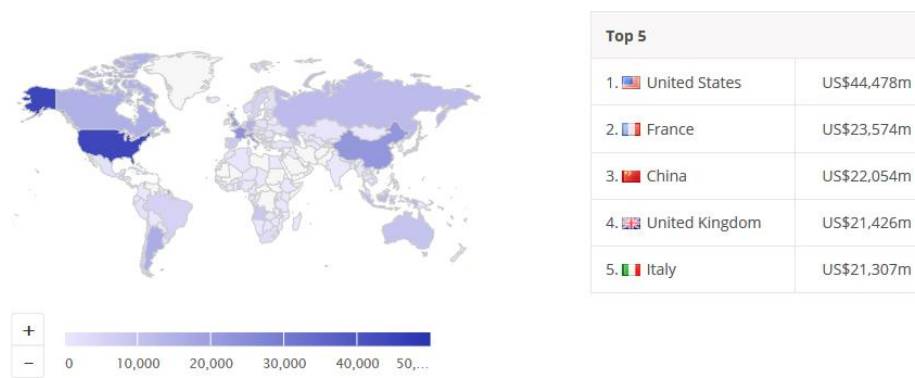 Top 5
1. United States US$44,478m
2. France US$23,574m
3. China US$22,054m
4. United Kingdom US$21,426m
5. Italy US$21,307m
+
−
0 10,000 20,000 30,000 40,000 50,...